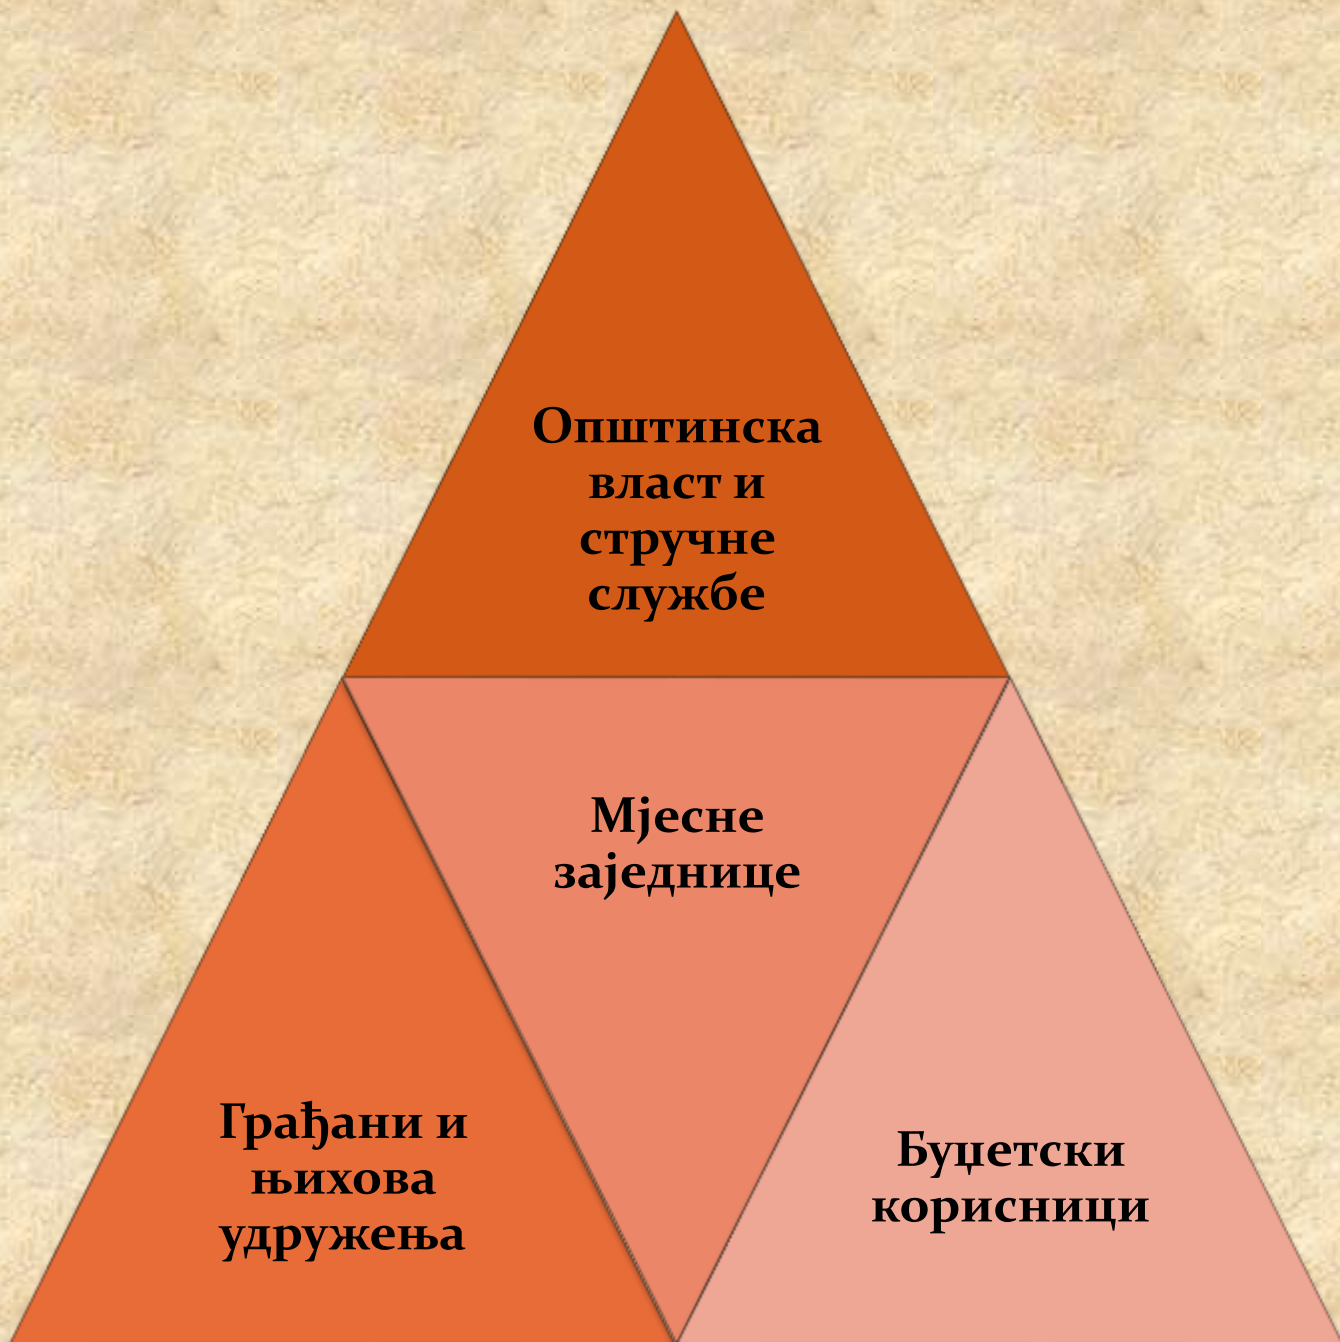 Општинска
власт и
стручне
службе
Мјесне
заједнице
Грађани и
њихова
удружења
Буџетски
корисници